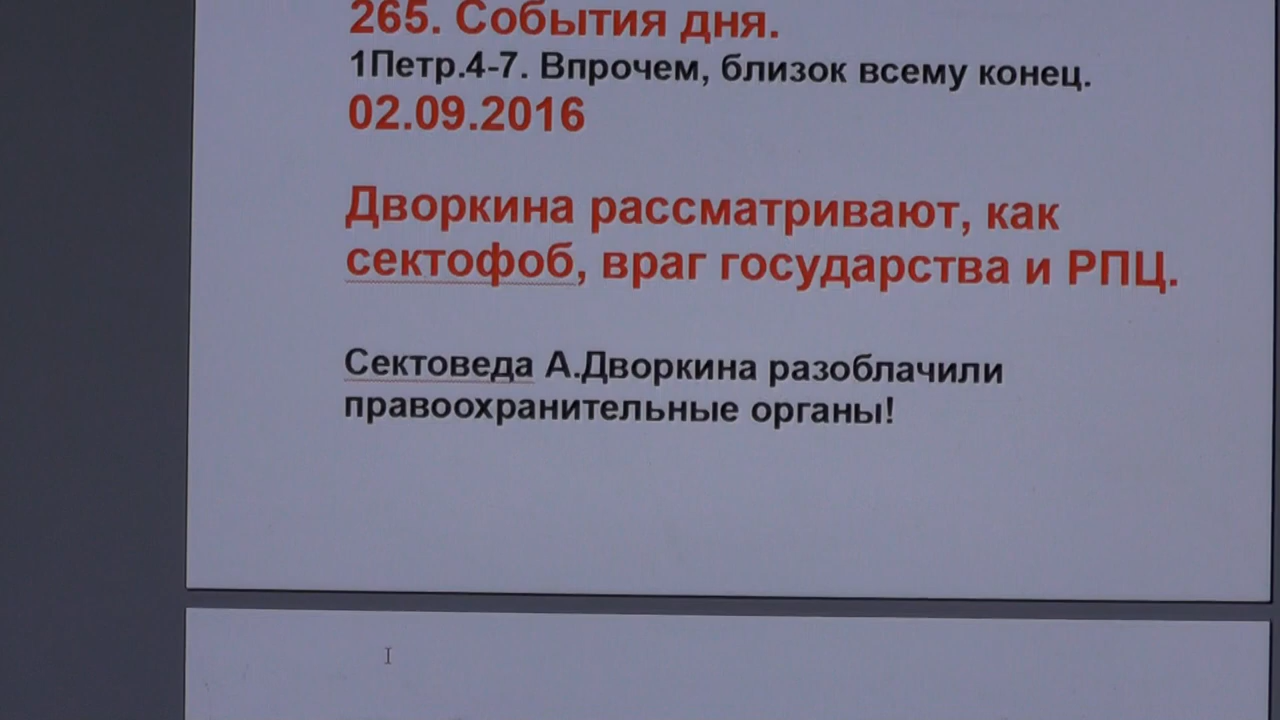 265. События дня.
1Петр.4-7. Впрочем, близок всему конец.
02.09.2016
Дворкина рассматривают, как
сектофоб, враг государства и РПЦ.
Сектоведа А.Дворкина разоблачили
правоохранительные органы!